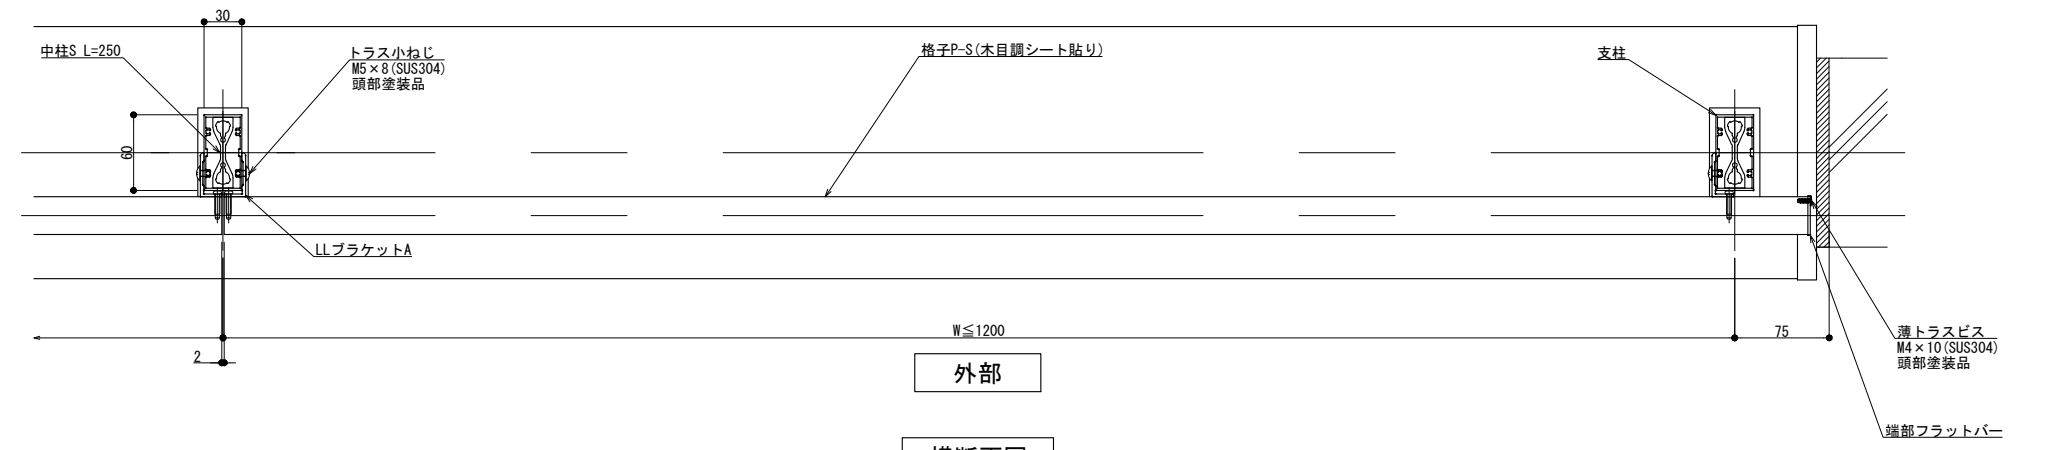 30
中柱S L=250
トラス小ねじ
M5×8(SUS304)
頭部塗装品
格子P-S(木目調シート貼り)
支柱
60
LLブラケットA
W≦1200
75
2
薄トラスビス
M4×10(SUS304)
頭部塗装品
外部
端部フラットバー